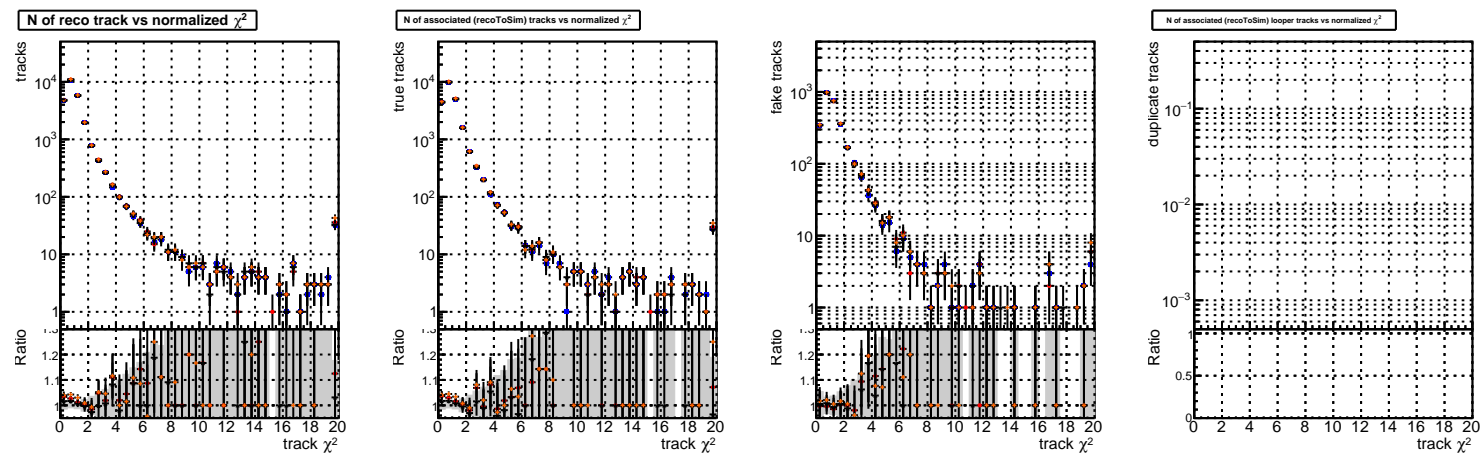 N of reco track vs normalized χ²
tracks
10⁴
10³
10²
10
1
Ratio
1.3
1.2
1.1
1
0 2 4 6 8 10 12 14 16 18 20
track χ²
N of associated (recoToSim) tracks vs normalized χ²
true tracks
10⁴
10³
10²
10
1
Ratio
1.3
1.2
1.1
1
0 2 4 6 8 10 12 14 16 18 20
track χ²
fake tracks
10³
10²
10
1
Ratio
1.3
1.2
1.1
1
0 2 4 6 8 10 12 14 16 18 20
track χ²
N of associated (recoToSim) looper tracks vs normalized χ²
duplicate tracks
10⁻¹
10⁻²
10⁻³
Ratio
1
0.5
0
0 2 4 6 8 10 12 14 16 18 20
track χ²